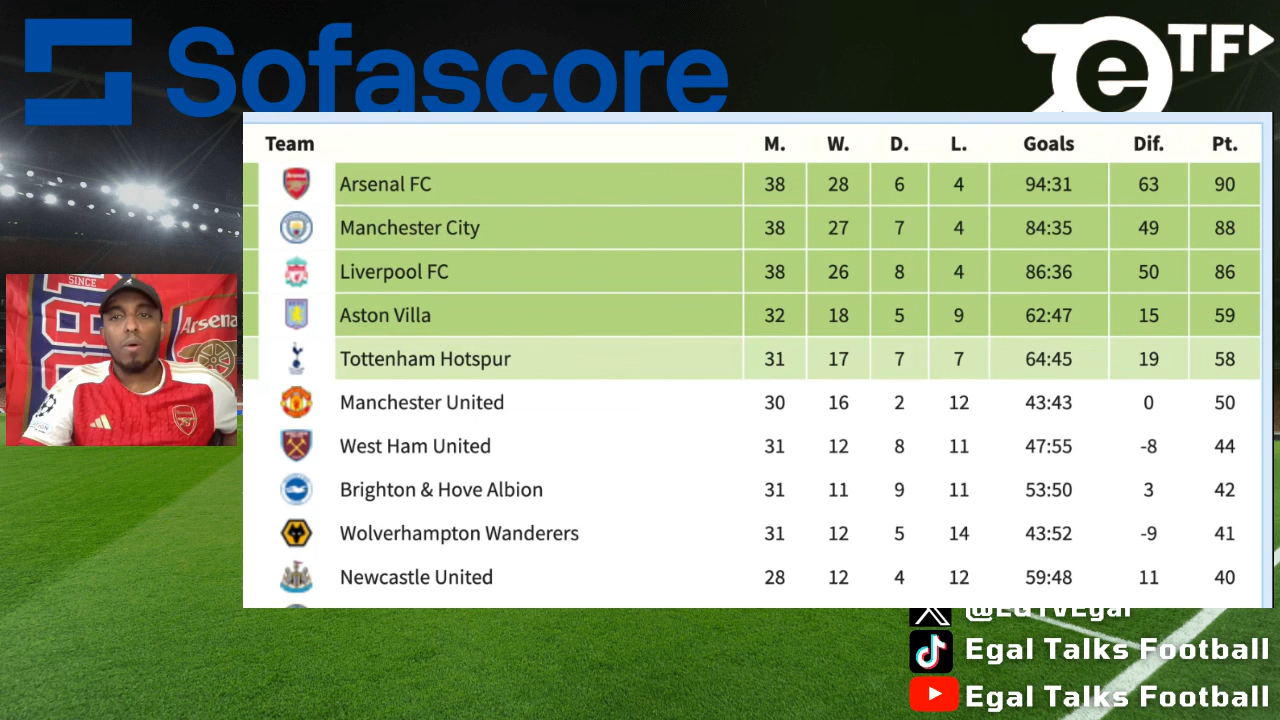 Sofascore
eTF
SINCE
Arsena
Team M. W. D. L. Goals Dif. Pt.
Arsenal FC 38 28 6 4 94:31 63 90
Manchester City 38 27 7 4 84:35 49 88
Liverpool FC 38 26 8 4 86:36 50 86
Aston Villa 32 18 5 9 62:47 15 59
Tottenham Hotspur 31 17 7 7 64:45 19 58
Manchester United 30 16 2 12 43:43 0 50
West Ham United 31 12 8 11 47:55 -8 44
Brighton & Hove Albion 31 11 9 11 53:50 3 42
Wolverhampton Wanderers 31 12 5 14 43:52 -9 41
Newcastle United 28 12 4 12 59:48 11 40
@EGTVEgal
Egal Talks Football
Egal Talks Football